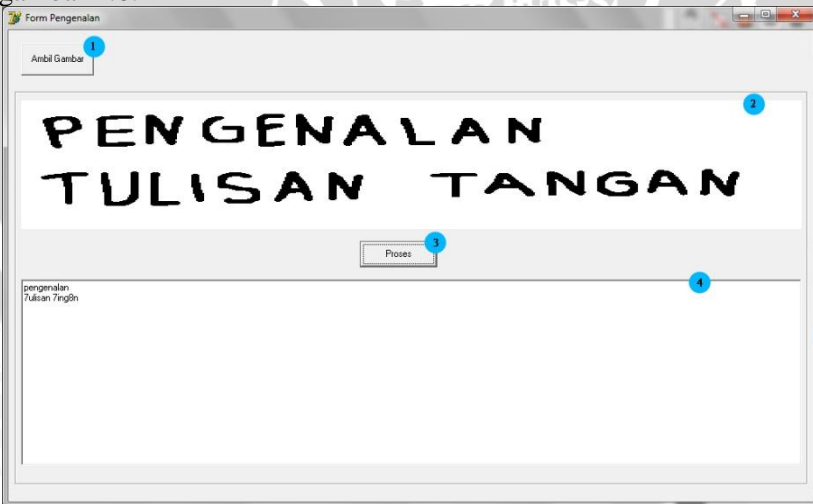 Form Pengenalan
1
Ambil Gambar
2
PENGENALAN
TULISAN TANGAN
3
Proses
4
pengenalan
7ulisan 7ing8n